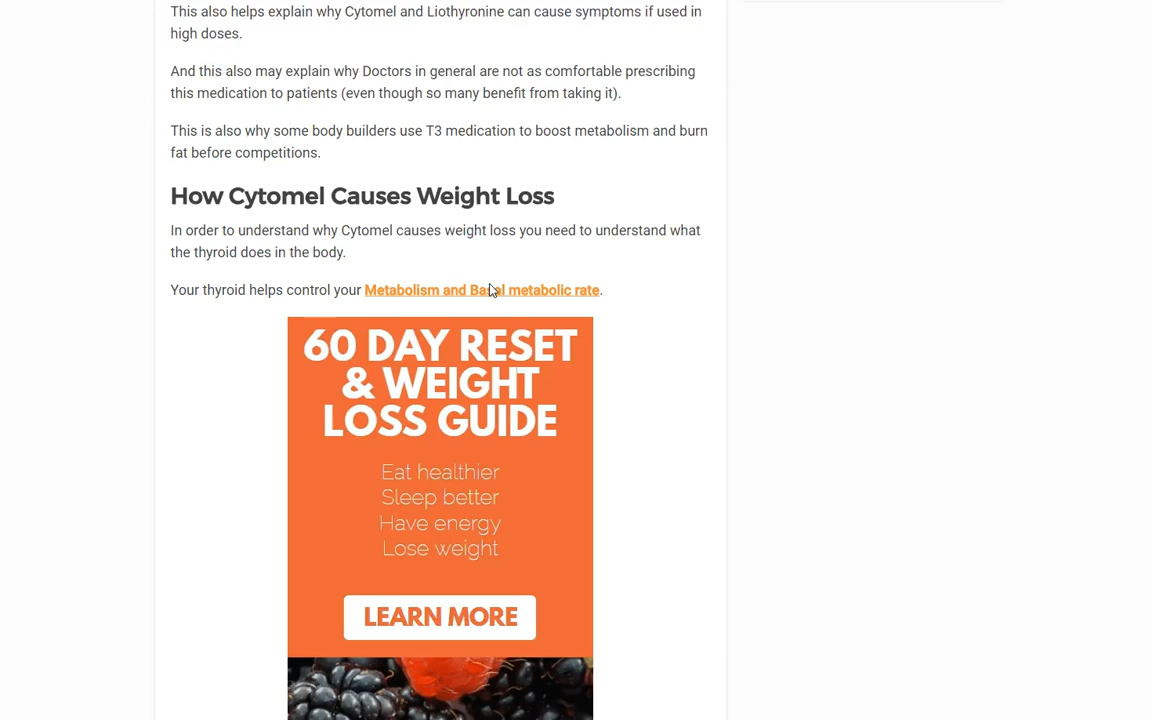 This also helps explain why Cytomel and Liothyronine can cause symptoms if used in
high doses.
And this also may explain why Doctors in general are not as comfortable prescribing
this medication to patients (even though so many benefit from taking it).
This is also why some body builders use T3 medication to boost metabolism and burn
fat before competitions.
How Cytomel Causes Weight Loss
In order to understand why Cytomel causes weight loss you need to understand what
the thyroid does in the body.
Your thyroid helps control your Metabolism and Basal metabolic rate.
60 DAY RESET
& WEIGHT
LOSS GUIDE
Eat healthier
Sleep better
Have energy
Lose weight
LEARN MORE